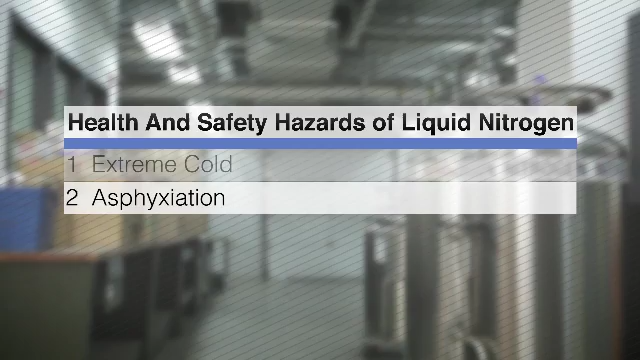 Health And Safety Hazards of Liquid Nitrogen
1 Extreme Cold
2 Asphyxiation